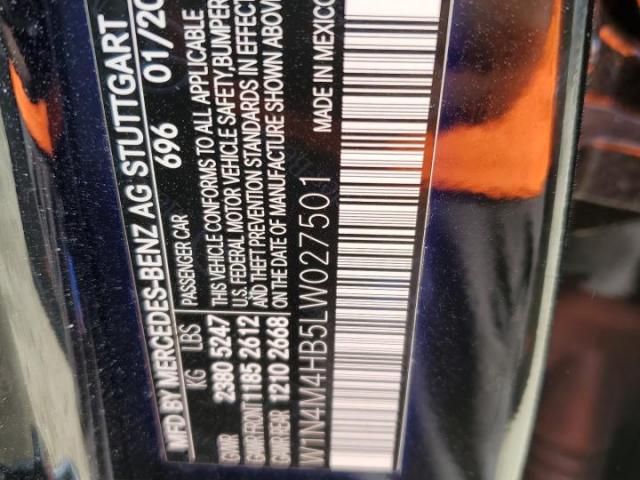 MFD BY MERCEDES-BENZ AG STUTTGART
696 01/20
PASSENGER CAR
KG LBS
THIS VEHICLE CONFORMS TO ALL APPLICABLE
GVWR 2380 5247 U.S. FEDERAL MOTOR VEHICLE SAFETY, BUMPER
GAWR FRONT 1185 2612 THEFT PREVENTION STANDARDS IN EFFECT
GAWR REAR 1210 2668 ON THE DATE OF MANUFACTURE SHOWN ABOVE
W1N4M4HB5LW027501
MADE IN MEXICO